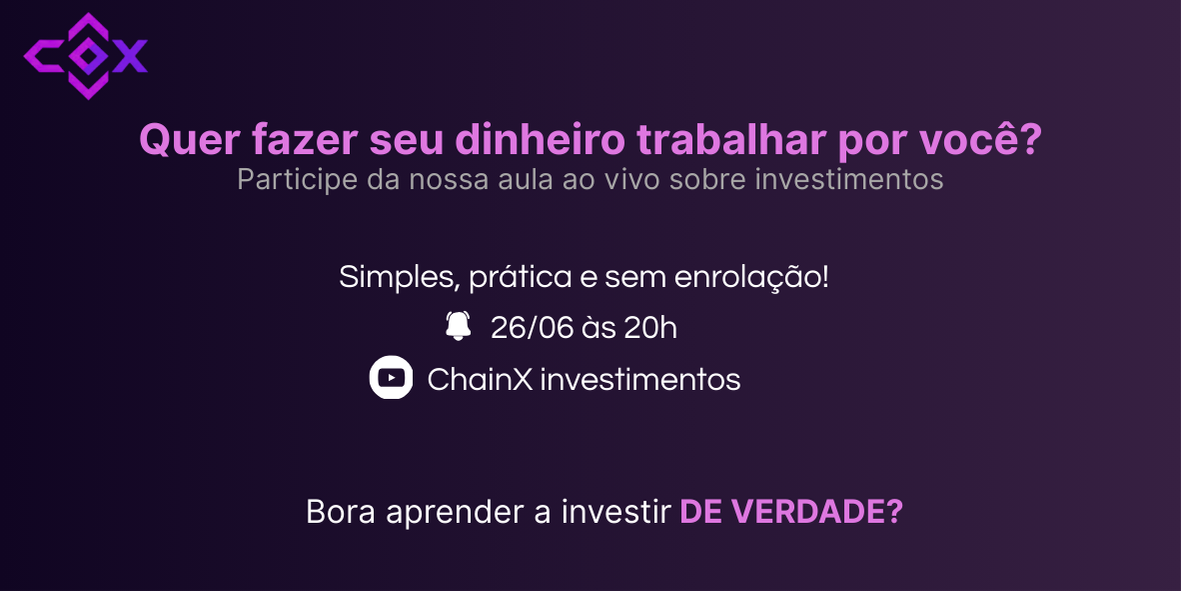 COX
Quer fazer seu dinheiro trabalhar por você?
Participe da nossa aula ao vivo sobre investimentos
Simples, prática e sem enrolação!
26/06 às 20h
ChainX investimentos
Bora aprender a investir DE VERDADE?